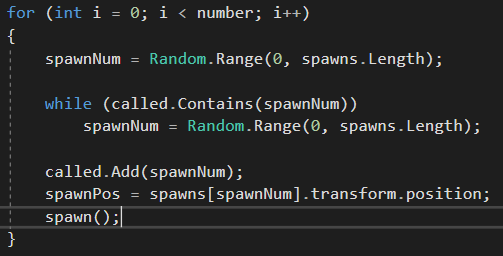 for (int i = 0; i < number; i++)
{
    spawnNum = Random.Range(0, spawns.Length);

    while (called.Contains(spawnNum))
        spawnNum = Random.Range(0, spawns.Length);

    called.Add(spawnNum);
    spawnPos = spawns[spawnNum].transform.position;
    spawn();
}